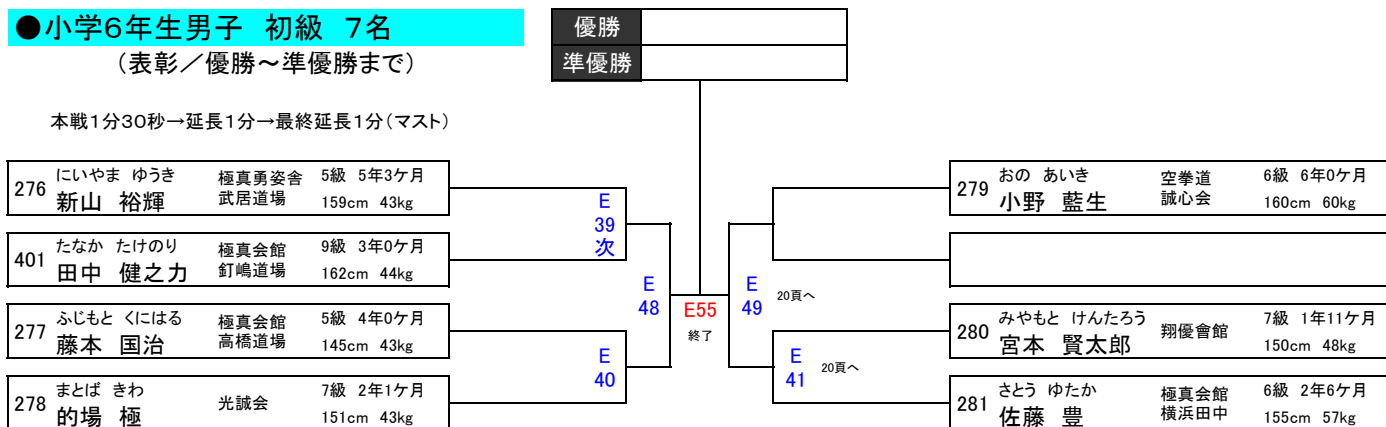 ●小学6年生男子 初級 7名
(表彰／優勝～準優勝まで)
優勝
準優勝
本戦1分30秒→延長1分→最終延長1分(マスト)
276 にいやま ゆうき 極真勇姿舎 5級 5年3ケ月
新山 裕輝 武居道場 159cm 43kg
401 たなか たけのり 極真会館 9級 3年0ケ月
田中 健之力 釘嶋道場 162cm 44kg
277 ふじもと くにはる 極真会館 5級 4年0ケ月
藤本 国治 高橋道場 145cm 43kg
278 まとば きわ 光誠会 7級 2年1ケ月
的場 極 151cm 43kg
E
39
次
E
40
E
48
E55
終了
E
49
20頁へ
E
41
20頁へ
279 おの あいき 空拳道 6級 6年0ケ月
小野 藍生 誠心会 160cm 60kg
280 みやもと けんたろう 翔優會館 7級 1年11ケ月
宮本 賢太郎 150cm 48kg
281 さとう ゆたか 極真会館 6級 2年6ケ月
佐藤 豊 横浜田中 155cm 57kg